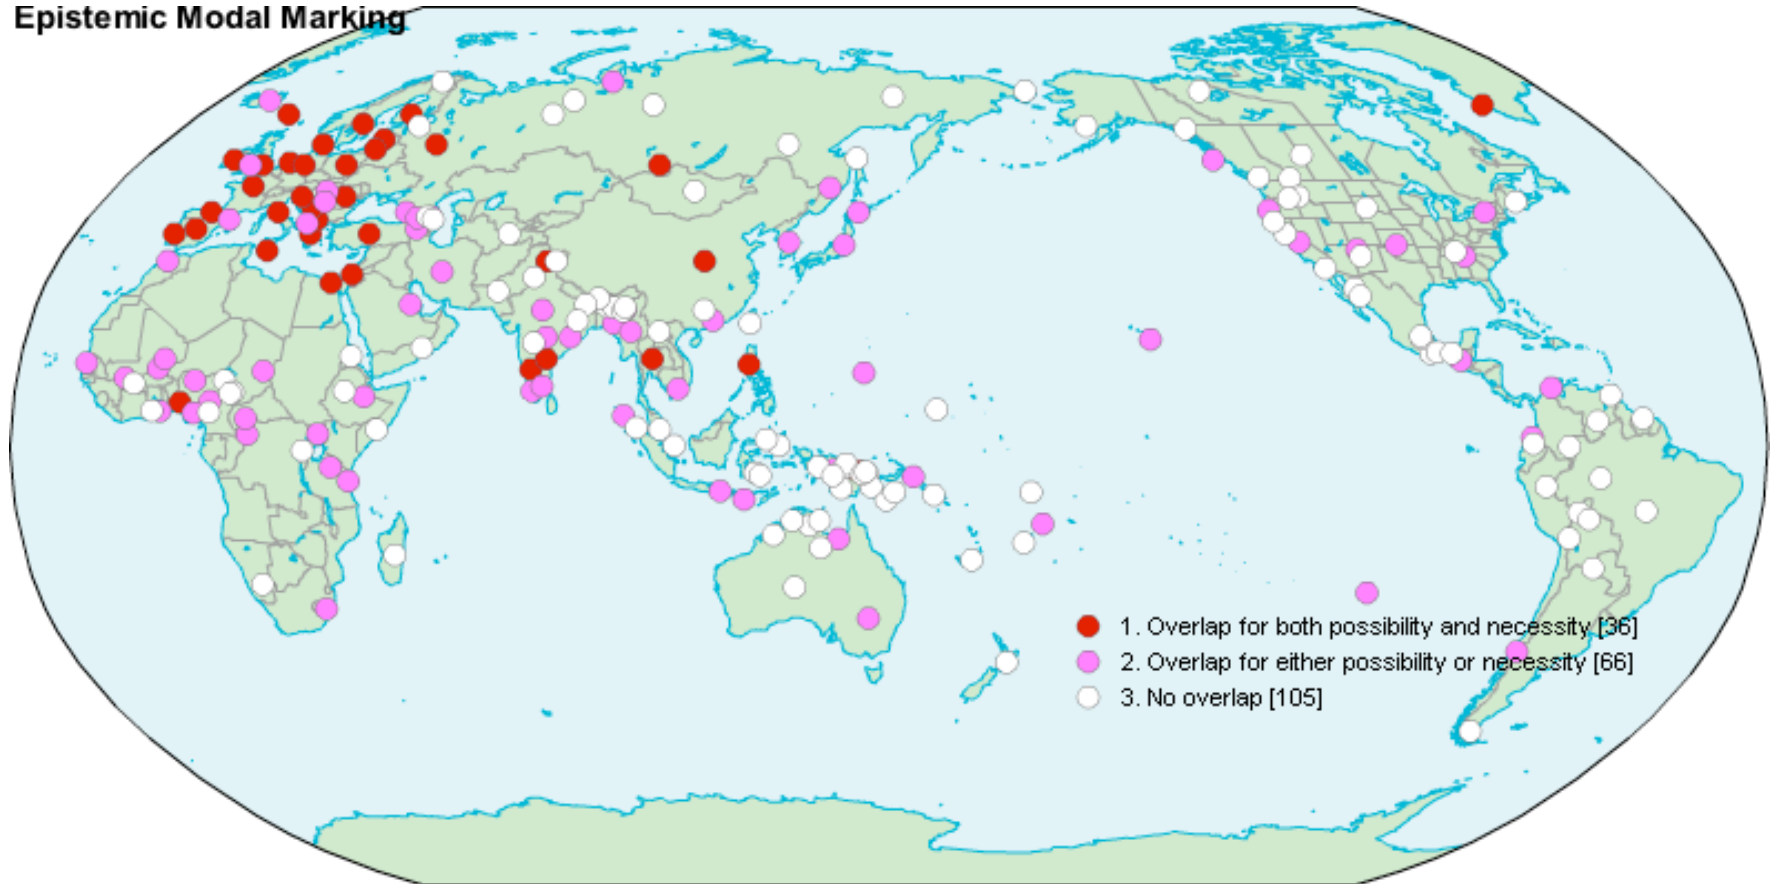 Epistemic Modal Marking
1. Overlap for both possibility and necessity [36]
2. Overlap for either possibility or necessity [66]
3. No overlap [105]